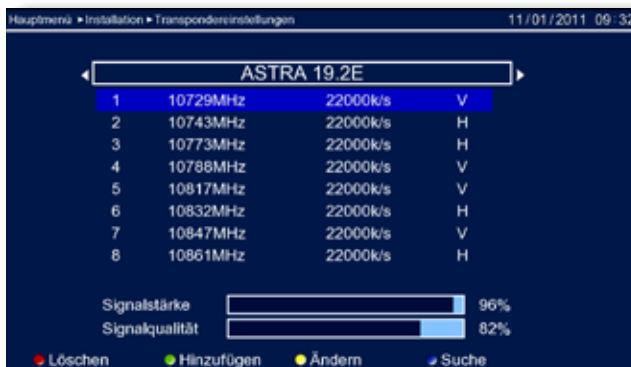 Hauptmenü ▸ Installation ▸ Transpondereinstellungen 11/01/2011 09:32
ASTRA 19.2E
1 10729MHz 22000k/s V
2 10743MHz 22000k/s H
3 10773MHz 22000k/s H
4 10788MHz 22000k/s V
5 10817MHz 22000k/s V
6 10832MHz 22000k/s H
7 10847MHz 22000k/s V
8 10861MHz 22000k/s H
Signalstärke 96%
Signalqualität 82%
Löschen Hinzufügen Ändern Suche